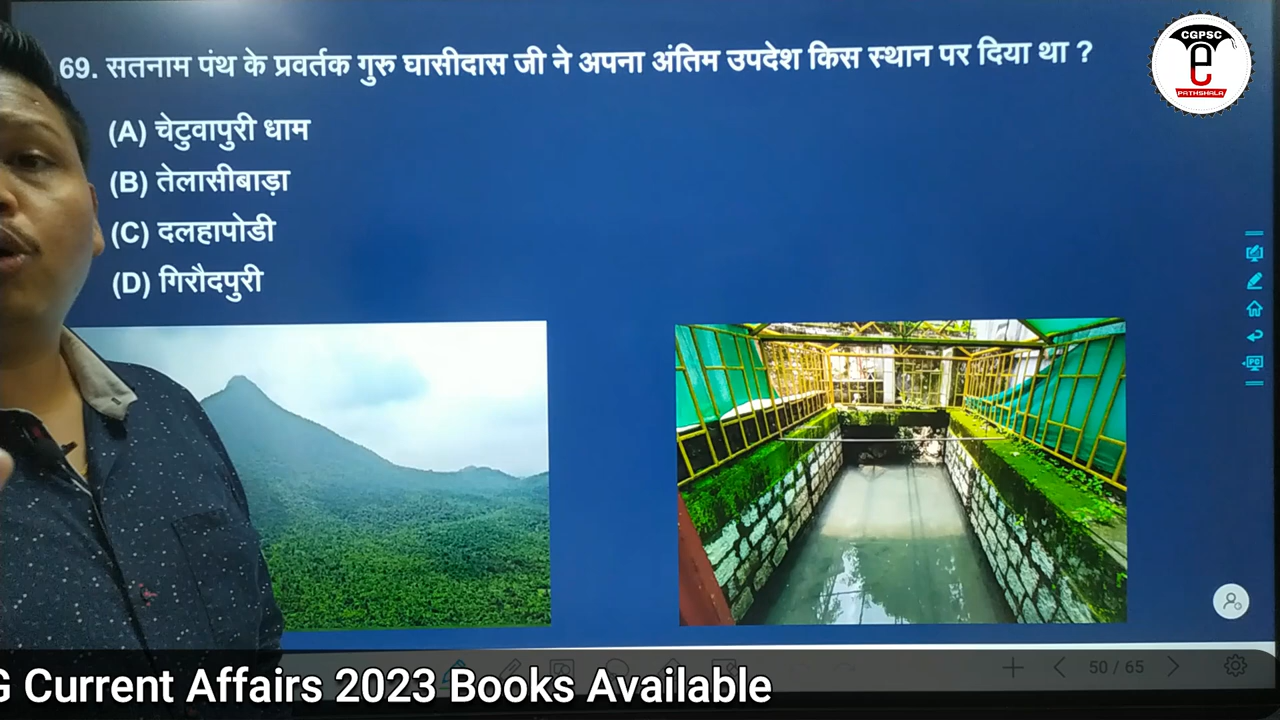 69. सतनाम पंथ के प्रवर्तक गुरु घासीदास जी ने अपना अंतिम उपदेश किस स्थान पर दिया था ?
(A) चेटुवापुरी धाम
(B) तेलासीबाड़ा
(C) दलहापोडी
(D) गिरौदपुरी
CGPSC
e
PATHSHALA
50 / 65
G Current Affairs 2023 Books Available